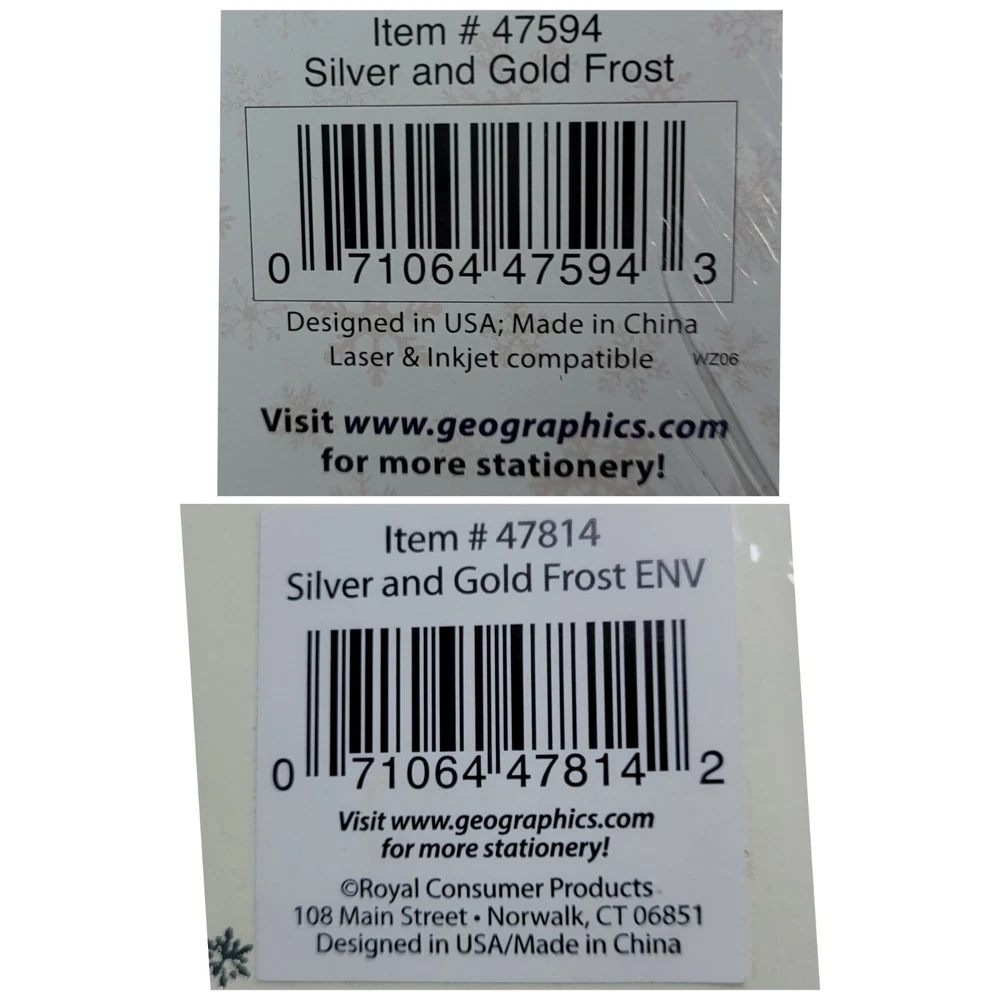 Item # 47594
Silver and Gold Frost
0 71064 47594 3
Designed in USA; Made in China
Laser & Inkjet compatible WZ06
Visit www.geographics.com
for more stationery!
Item # 47814
Silver and Gold Frost ENV
0 71064 47814 2
Visit www.geographics.com
for more stationery!
©Royal Consumer Products
108 Main Street • Norwalk, CT 06851
Designed in USA/Made in China